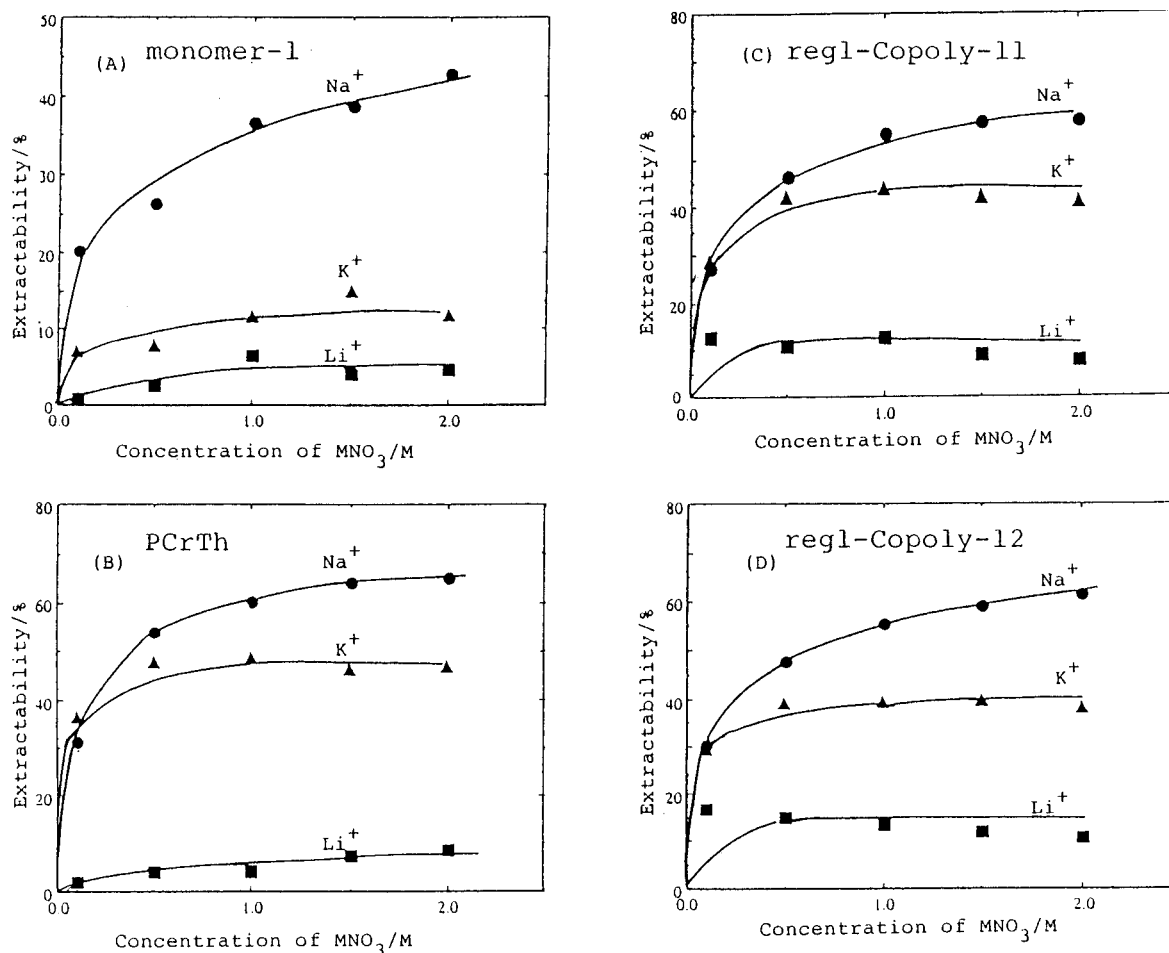 (A) monomer-1
Extractability/%
50
40
30
20
10
0
Na+
K+
Li+
0.0 1.0 2.0
Concentration of MNO3/M
(C) regl-Copoly-11
Extractability/%
80
60
40
20
0
Na+
K+
Li+
0.0 1.0 2.0
Concentration of MNO3/M
(B) PCrTh
Extractability/%
80
60
40
20
0
Na+
K+
Li+
0.0 1.0 2.0
Concentration of MNO3/M
(D) regl-Copoly-12
Extractability/%
80
60
40
20
0
Na+
K+
Li+
0.0 1.0 2.0
Concentration of MNO3/M